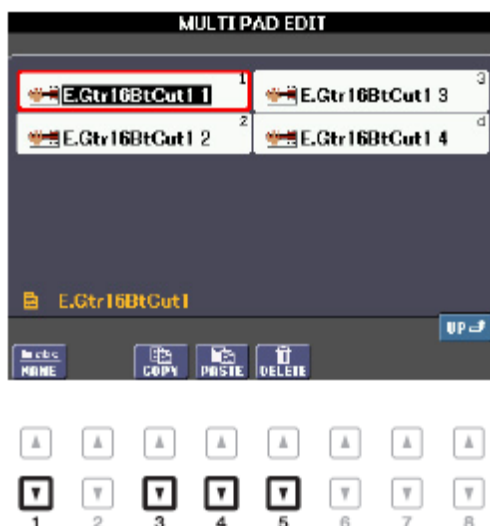 MULTI PAD EDIT
E.Gtr16BtCut1 1 1
E.Gtr16BtCut1 3 3
E.Gtr16BtCut1 2 2
E.Gtr16BtCut1 4 4
E.Gtr16BtCut1
UP
abc
NAME COPY PASTE DELETE
1 2 3 4 5 6 7 8